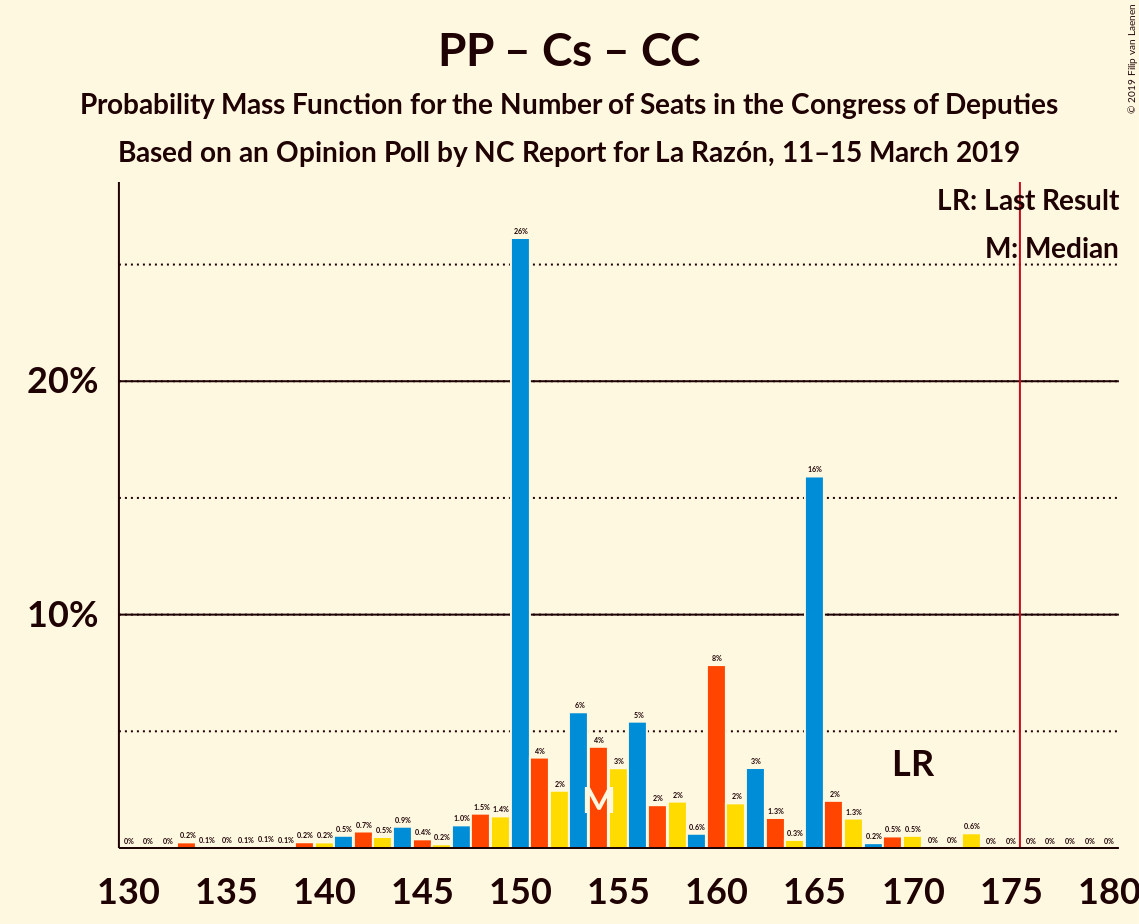 © 2019 Filip van Laenen
PP – Cs – CC
Probability Mass Function for the Number of Seats in the Congress of Deputies
Based on an Opinion Poll by NC Report for La Razón, 11–15 March 2019
LR: Last Result
M: Median
20%
10%
0% 0% 0% 0.2% 0.1% 0% 0.1% 0.1% 0.1% 0.2% 0.2% 0.5% 0.7% 0.5% 0.9% 0.4% 0.2% 1.0% 1.5% 1.4% 26% 4% 2% 6% 4% 3% 5% 2% 2% 0.6% 8% 2% 3% 1.3% 0.3% 16% 2% 1.3% 0.2% 0.5% 0.5% 0% 0% 0.6% 0% 0% 0% 0% 0% 0% 0%
LR
M
130 135 140 145 150 155 160 165 170 175 180